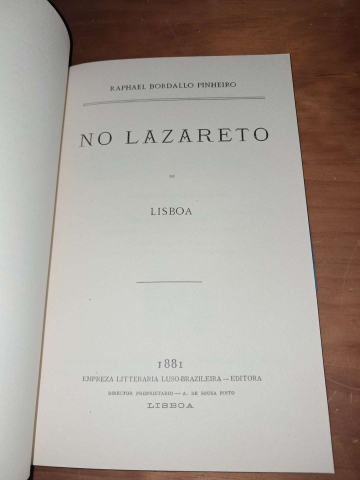 RAPHAEL BORDALLO PINHEIRO
NO LAZARETO
DE
LISBOA
1881
EMPREZA LITTERARIA LUSO-BRAZILEIRA — EDITORA
DIRECTOR PROPRIETARIO — A. DE SOUSA PINTO
LISBOA